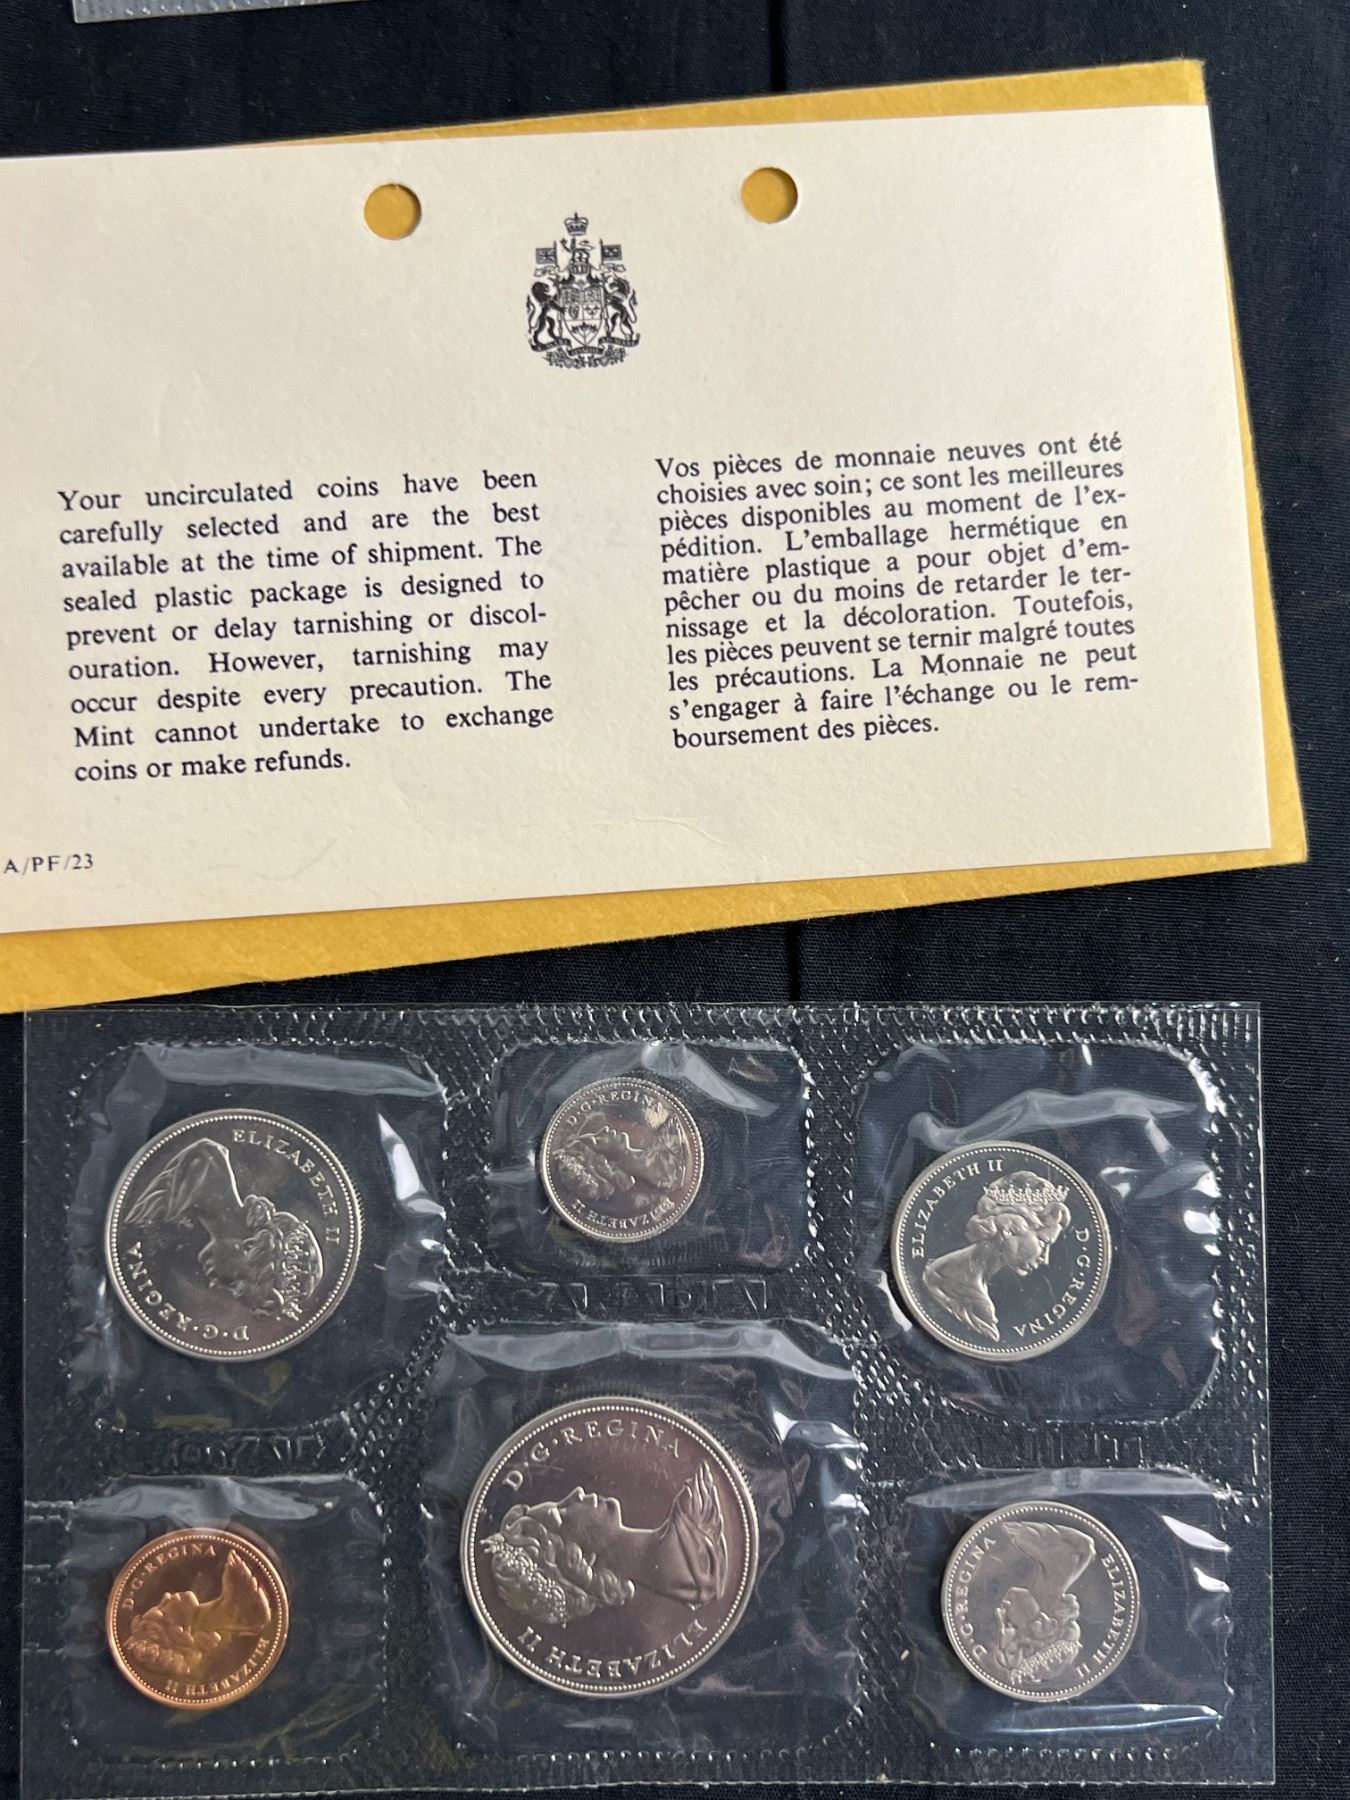 Your uncirculated coins have been
carefully selected and are the best
available at the time of shipment. The
sealed plastic package is designed to
prevent or delay tarnishing or discol-
ouration. However, tarnishing may
occur despite every precaution. The
Mint cannot undertake to exchange
coins or make refunds.
Vos pièces de monnaie neuves ont été
choisies avec soin; ce sont les meilleures
pièces disponibles au moment de l'ex-
pédition. L'emballage hermétique en
matière plastique a pour objet d'em-
pêcher ou du moins de retarder le ter-
nissage et la décoloration. Toutefois,
les pièces peuvent se ternir malgré toutes
les précautions. La Monnaie ne peut
s'engager à faire l'échange ou le rem-
boursement des pièces.
A/PF/23
ELIZABETH II D·G·REGINA
ELIZABETH II D·G·REGINA
ELIZABETH II D·G·REGINA
ELIZABETH II D·G·REGINA
ELIZABETH II D·G·REGINA
ELIZABETH II D·G·REGINA